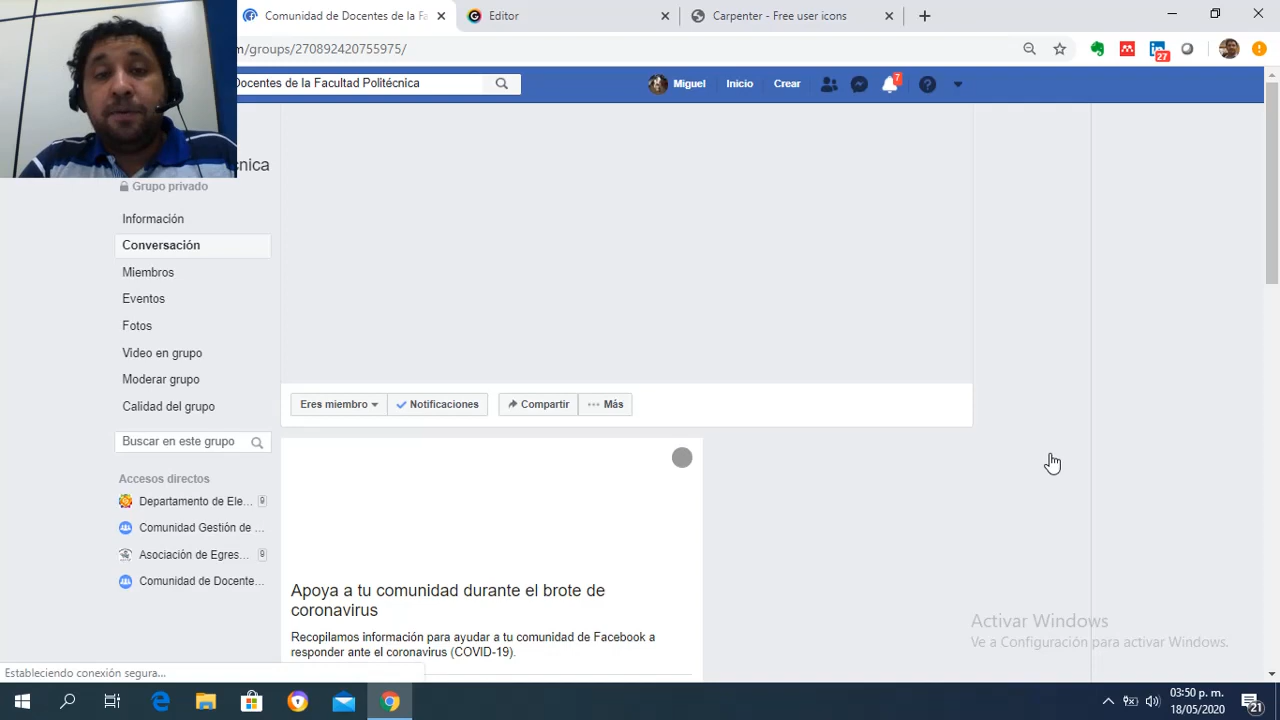 Comunidad de Docentes de la Fa
Editor
Carpenter - Free user icons
m/groups/270892420755975/
27
Docentes de la Facultad Politécnica
Miguel
Inicio
Crear
7
cnica
Grupo privado
Información
Conversación
Miembros
Eventos
Fotos
Video en grupo
Moderar grupo
Calidad del grupo
Eres miembro
Notificaciones
Compartir
Más
Buscar en este grupo
Accesos directos
Departamento de Ele... 9
Comunidad Gestión de ...
Asociación de Egres... 9
Comunidad de Docente...
Apoya a tu comunidad durante el brote de
coronavirus
Recopilamos información para ayudar a tu comunidad de Facebook a
responder ante el coronavirus (COVID-19).
Activar Windows
Ve a Configuración para activar Windows.
Estableciendo conexión segura...
03:50 p. m.
18/05/2020
21